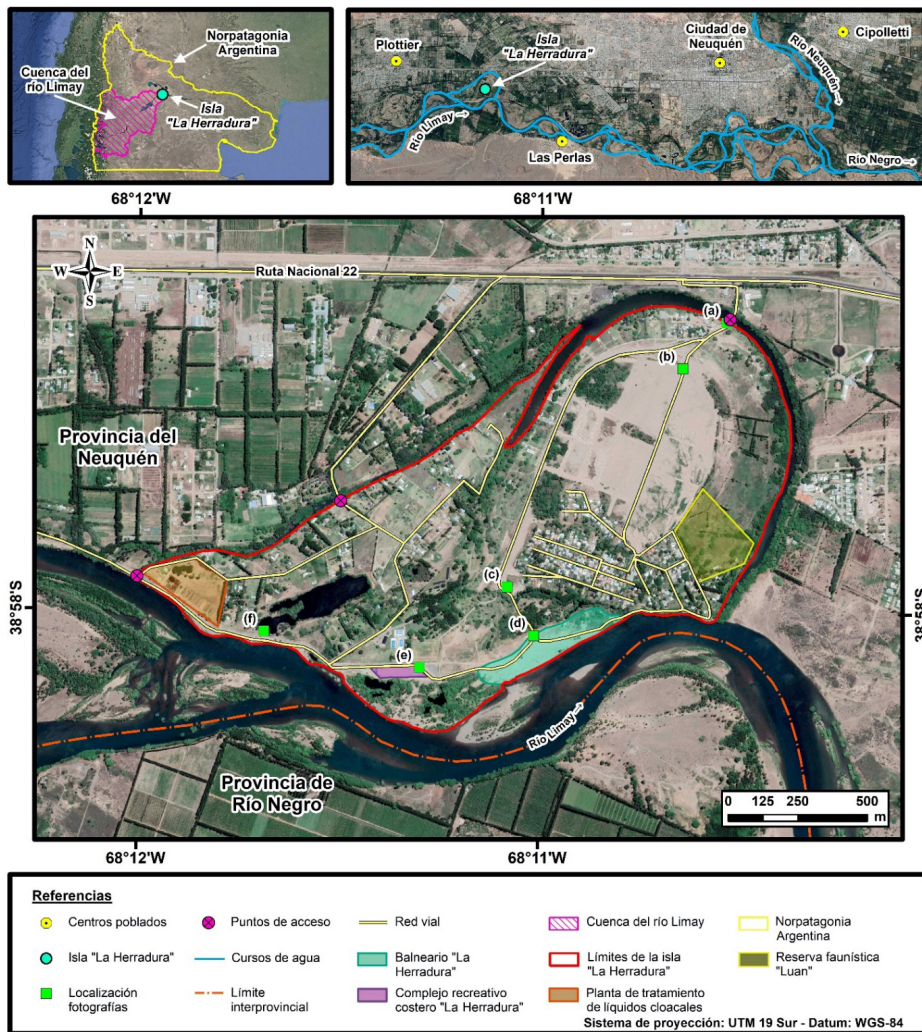 Norpatagonia
Argentina
Cuenca del
río Limay
Isla
"La Herradura"
Plottier
Isla
"La Herradura"
Ciudad de
Neuquén
Cipolletti
Río Neuquén →
Río Limay →
Las Perlas
Río Negro →
68°12'W
68°11'W
N
W
E
S
Ruta Nacional 22
(a)
(b)
Provincia del
Neuquén
(c)
38°58'S
38°58'S
(f)
(d)
(e)
Río Limay →
Provincia de
Río Negro
0 125 250 500
m
68°12'W
68°11'W
Referencias
Centros poblados
Puntos de acceso
Red vial
Cuenca del río Limay
Norpatagonia
Argentina
Isla "La Herradura"
Cursos de agua
Balneario "La
Herradura"
Límites de la isla
"La Herradura"
Reserva faunística
"Luan"
Localización
fotografías
Límite
interprovincial
Complejo recreativo
costero "La Herradura"
Planta de tratamiento
de líquidos cloacales
Sistema de proyección: UTM 19 Sur - Datum: WGS-84